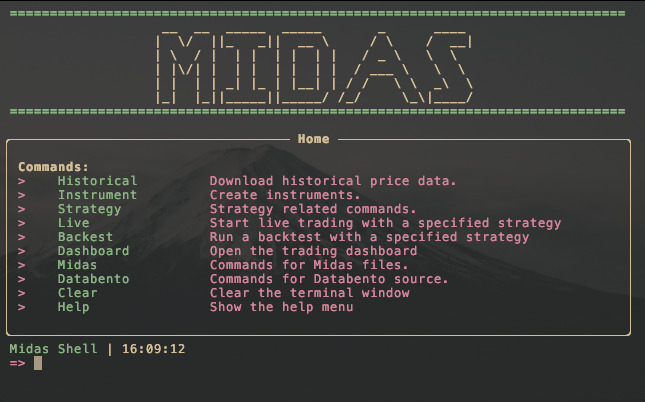 MIDAS
Home
Commands:
> Historical Download historical price data.
> Instrument Create instruments.
> Strategy Strategy related commands.
> Live Start live trading with a specified strategy
> Backest Run a backtest with a specified strategy
> Dashboard Open the trading dashboard
> Midas Commands for Midas files.
> Databento Commands for Databento source.
> Clear Clear the terminal window
> Help Show the help menu
Midas Shell | 16:09:12
=>